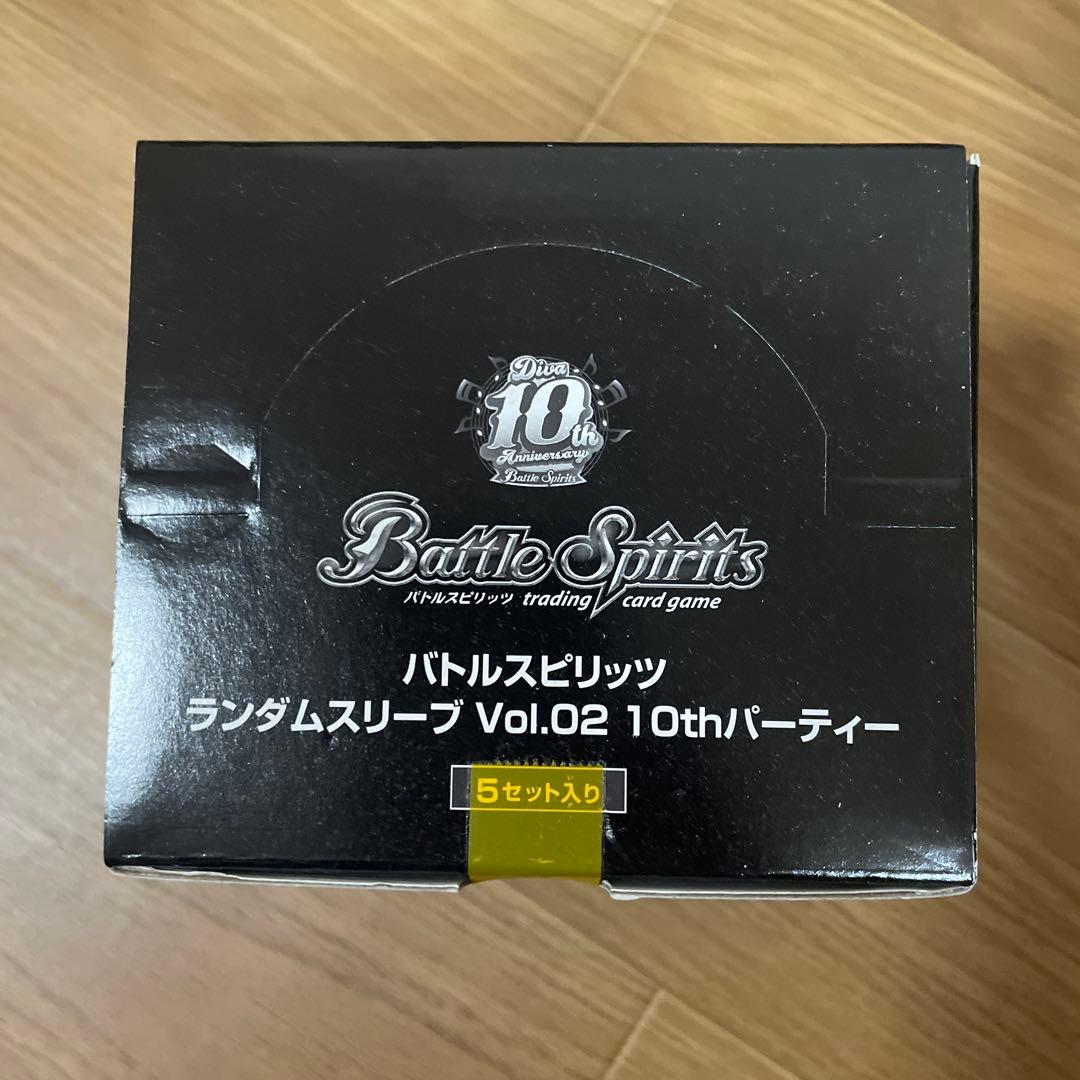 Diva
10th
Anniversary
Battle Spirits
Battle Spirits
バトルスピリッツ trading card game
バトルスピリッツ
ランダムスリーブ Vol.02 10thパーティー
5セット入り